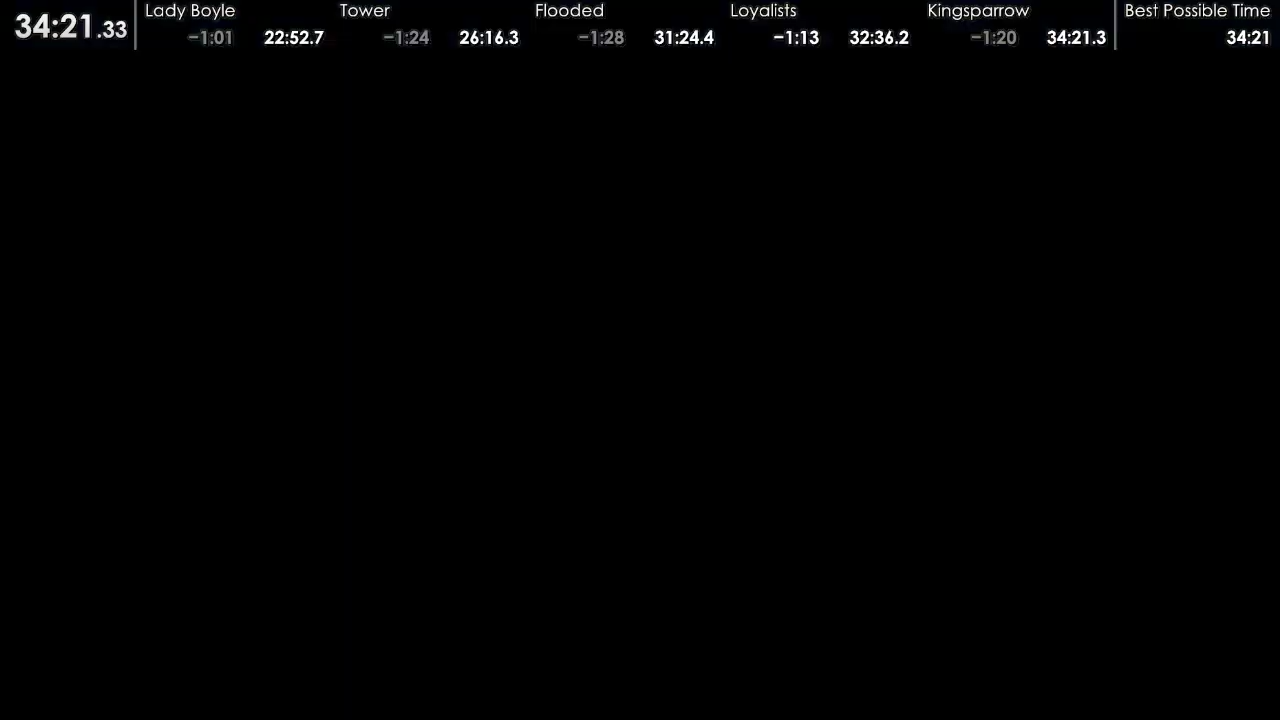 34:21.33
Lady Boyle Tower Flooded Loyalists Kingsparrow Best Possible Time
−1:01 22:52.7 −1:24 26:16.3 −1:28 31:24.4 −1:13 32:36.2 −1:20 34:21.3 34:21